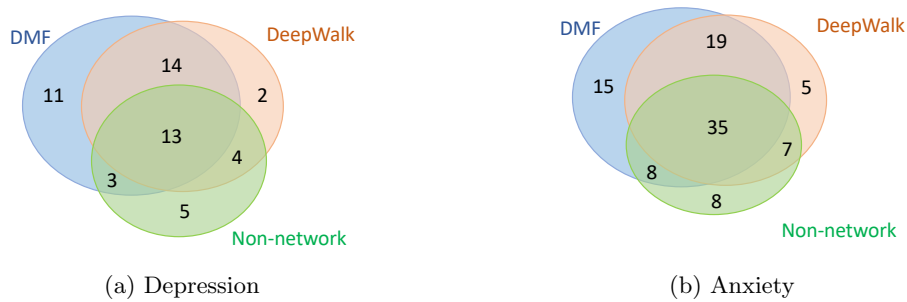 DMF
DeepWalk
14
11
2
13
4
3
5
Non-network
(a) Depression
DMF
DeepWalk
19
15
5
35
7
8
8
Non-network
(b) Anxiety